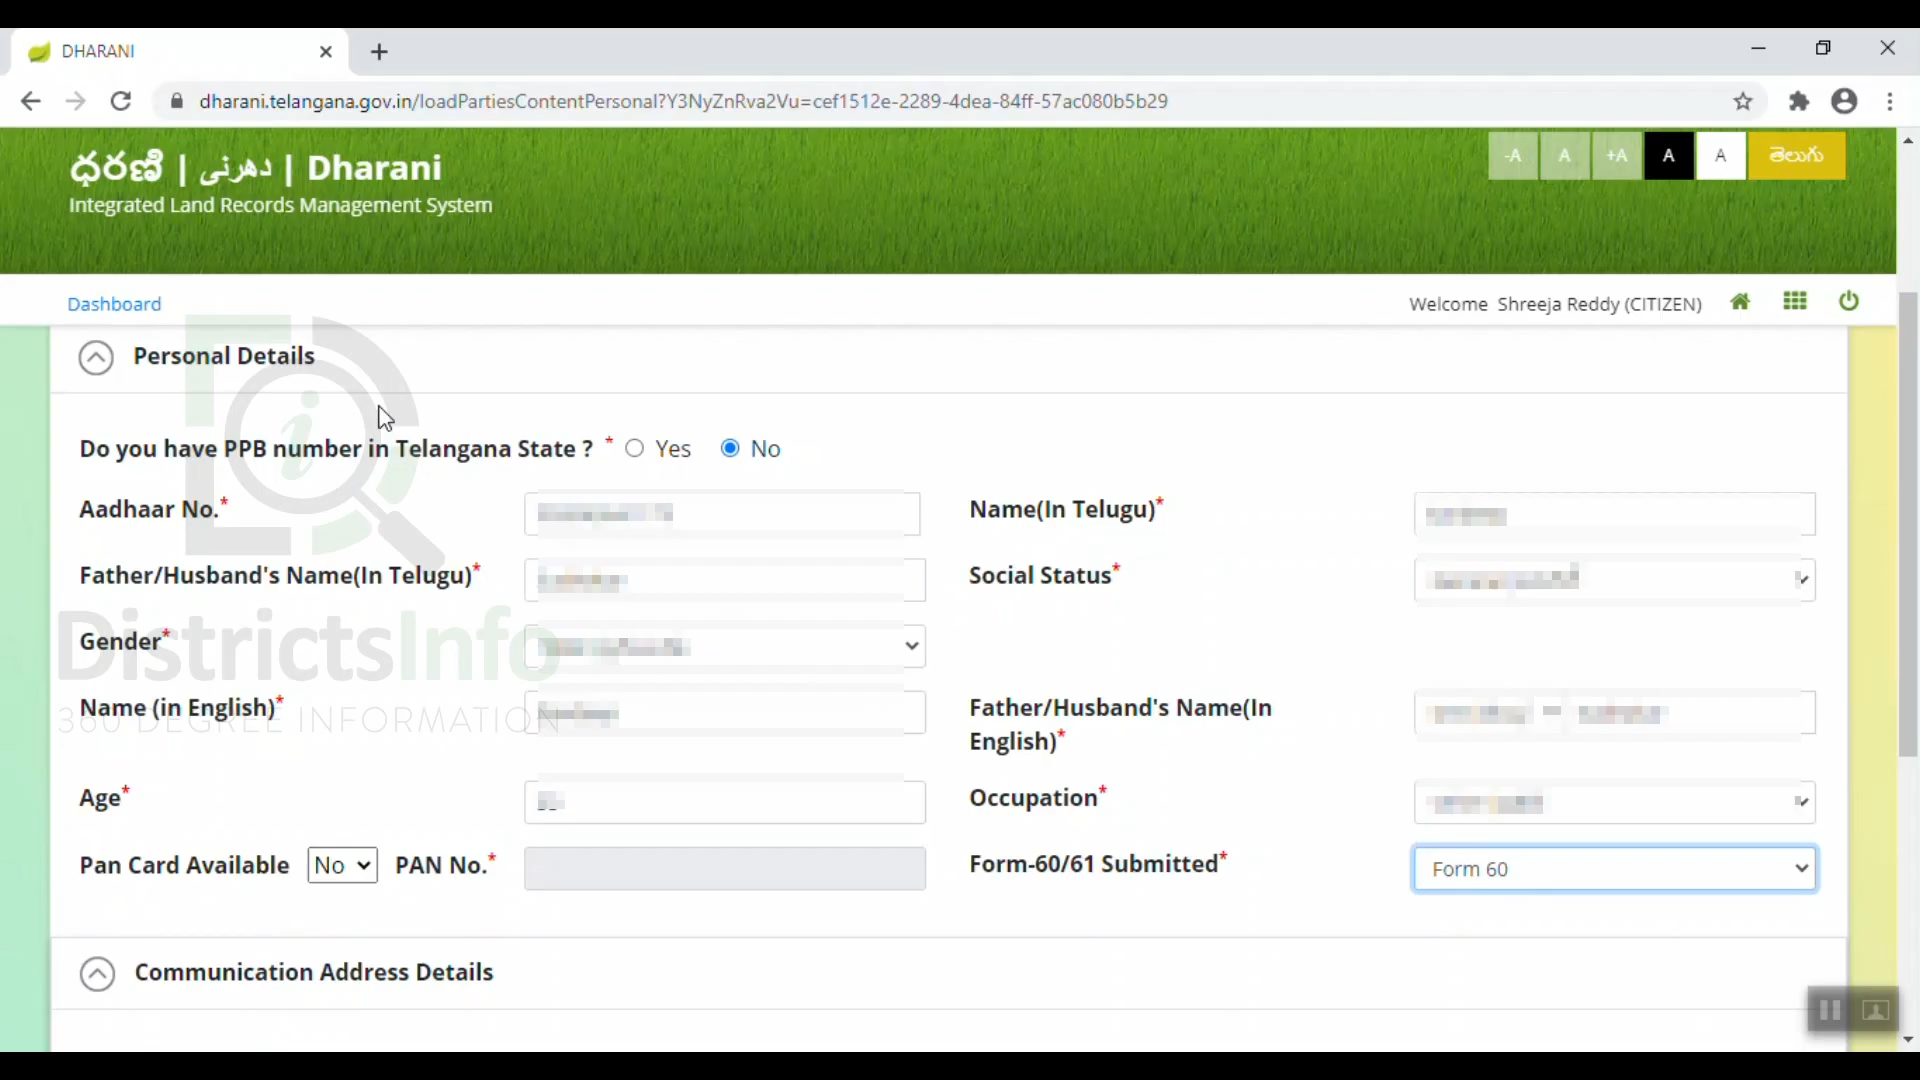 DHARANI
dharani.telangana.gov.in/loadPartiesContentPersonal?Y3NyZnRva2Vu=cef1512e-2289-4dea-84ff-57ac080b5b29
ధరణి | دھرنی | Dharani
-A A +A A A తెలుగు
Integrated Land Records Management System
Dashboard
Welcome Shreeja Reddy (CITIZEN)
Personal Details
Do you have PPB number in Telangana State ? * Yes No
Aadhaar No.*
Name(In Telugu)*
Father/Husband's Name(In Telugu)*
Social Status*
DistrictsInfo
Gender*
360 DEGREE INFORMATION
Name (in English)*
Father/Husband's Name(In
English)*
Age*
Occupation*
Pan Card Available No PAN No.*
Form-60/61 Submitted*
Form 60
Communication Address Details